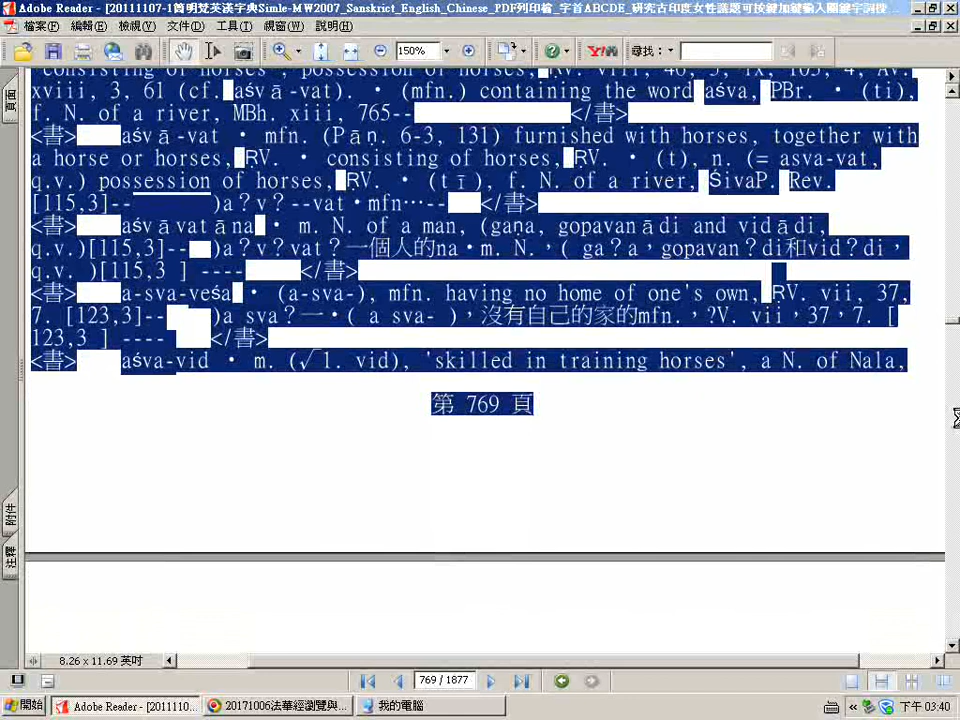 Adobe Reader - [20111107-1簡明梵英漢字典Simle-MW2007_Sanskrict_English_Chinese_PDF列印檔_字首ABCDE_研究古印度女性議題可按鍵加鍵輸入關鍵字詞後...
檔案(F) 編輯(E) 檢視(V) 文件(D) 工具(T) 視窗(W) 說明(H)
150% Y! 尋找:
頁面
consisting of horses', possession of horses, ṚV. viii, 46, 5, ix, 105, 4, AV.
xviii, 3, 61 (cf. aśvā-vat). · (mfn.) containing the word aśva, PBr. · (ti),
f. N. of a river, MBh. xiii, 765-- </書>
<書> aśvā-vat · mfn. (Pāṇ. 6-3, 131) furnished with horses, together with
a horse or horses, ṚV. · consisting of horses, ṚV. · (t), n. (= asva-vat,
q.v.) possession of horses, ṚV. · (tī), f. N. of a river, ŚivaP. Rev.
[115,3]-- )a?v?--vat·mfn…-- </書>
<書> aśvāvatāna · m. N. of a man, (gaṇa, gopavanādi and vidādi,
q.v.)[115,3]-- )a?v?vat?一個人的na·m. N.，( ga?a，gopavan?di和vid?di，
q.v. )[115,3 ] ---- </書>
<書> a-sva-veśa · (a-sva-), mfn. having no home of one's own, ṚV. vii, 37,
7. [123,3]-- )a sva?一·( a sva- )，沒有自己的家的mfn.，?V. vii，37，7. [
123,3 ] ---- </書>
<書> aśva-vid · m. (√1. vid), 'skilled in training horses', a N. of Nala,
第 769 頁
附件
注釋
8.26 x 11.69 英吋
769 / 1877
開始 Adobe Reader - [2011110... 20171006法華經瀏覽與... 我的電腦 下午 03:40